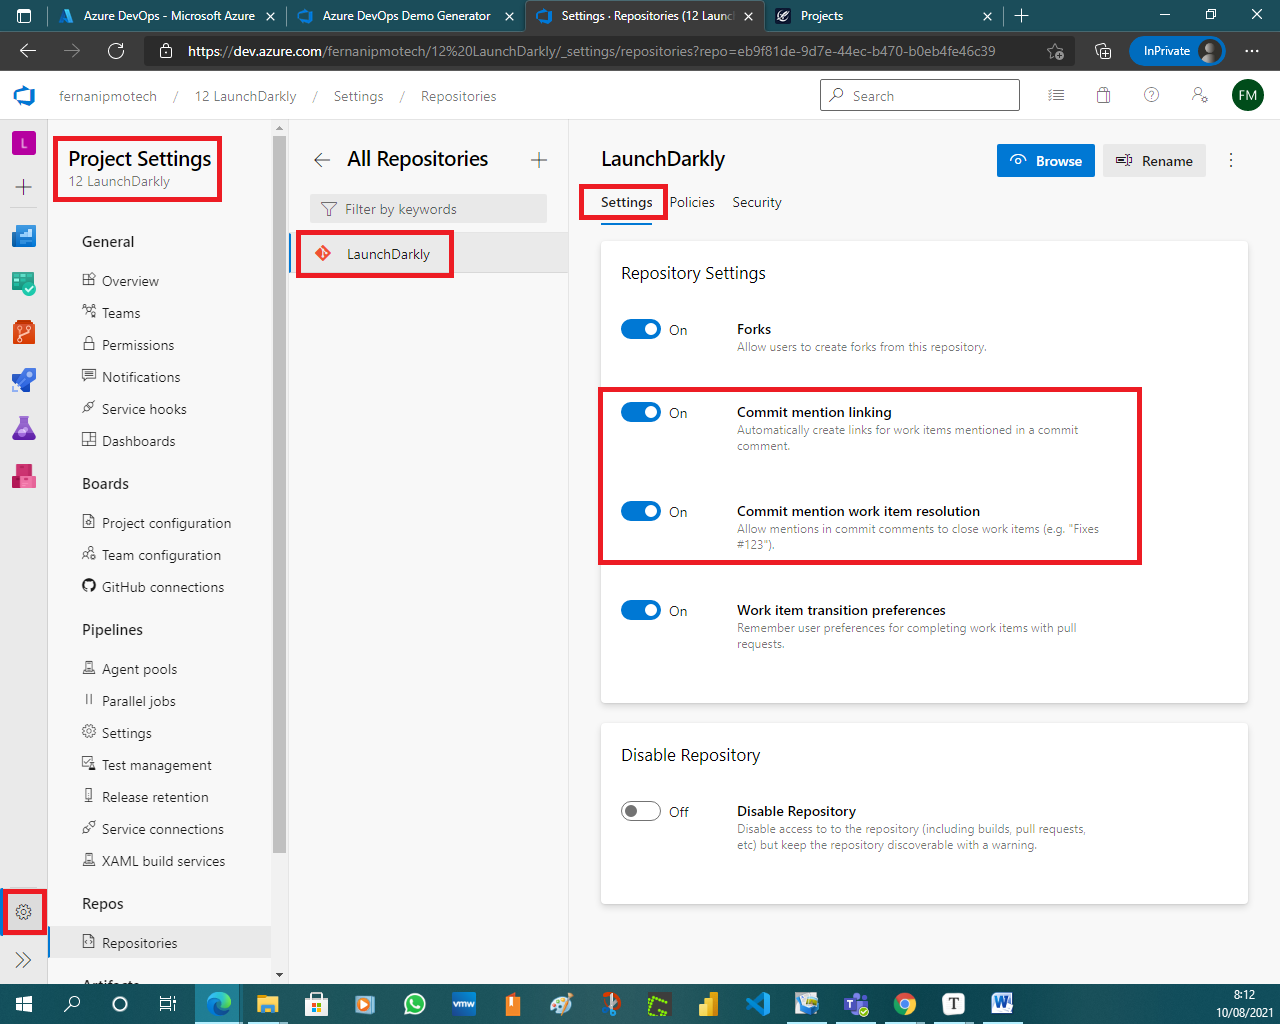 Azure DevOps - Microsoft Azure
Azure DevOps Demo Generator
Settings · Repositories (12 Launch
Projects
https://dev.azure.com/fernanipmotech/12%20LaunchDarkly/_settings/repositories?repo=eb9f81de-9d7e-44ec-b470-b0eb4fe46c39
InPrivate
fernanipmotech / 12 LaunchDarkly / Settings / Repositories
Search
FM
L
Project Settings
12 LaunchDarkly
General
Overview
Teams
Permissions
Notifications
Service hooks
Dashboards
Boards
Project configuration
Team configuration
GitHub connections
Pipelines
Agent pools
Parallel jobs
Settings
Test management
Release retention
Service connections
XAML build services
Repos
Repositories
Artifacts
All Repositories
Filter by keywords
LaunchDarkly
LaunchDarkly
Browse
Rename
Settings
Policies
Security
Repository Settings
On
Forks
Allow users to create forks from this repository.
On
Commit mention linking
Automatically create links for work items mentioned in a commit
comment.
On
Commit mention work item resolution
Allow mentions in commit comments to close work items (e.g. "Fixes
#123").
On
Work item transition preferences
Remember user preferences for completing work items with pull
requests.
Disable Repository
Off
Disable Repository
Disable access to to the repository (including builds, pull requests,
etc) but keep the repository discoverable with a warning.
vmw
T
W
8:12
10/08/2021